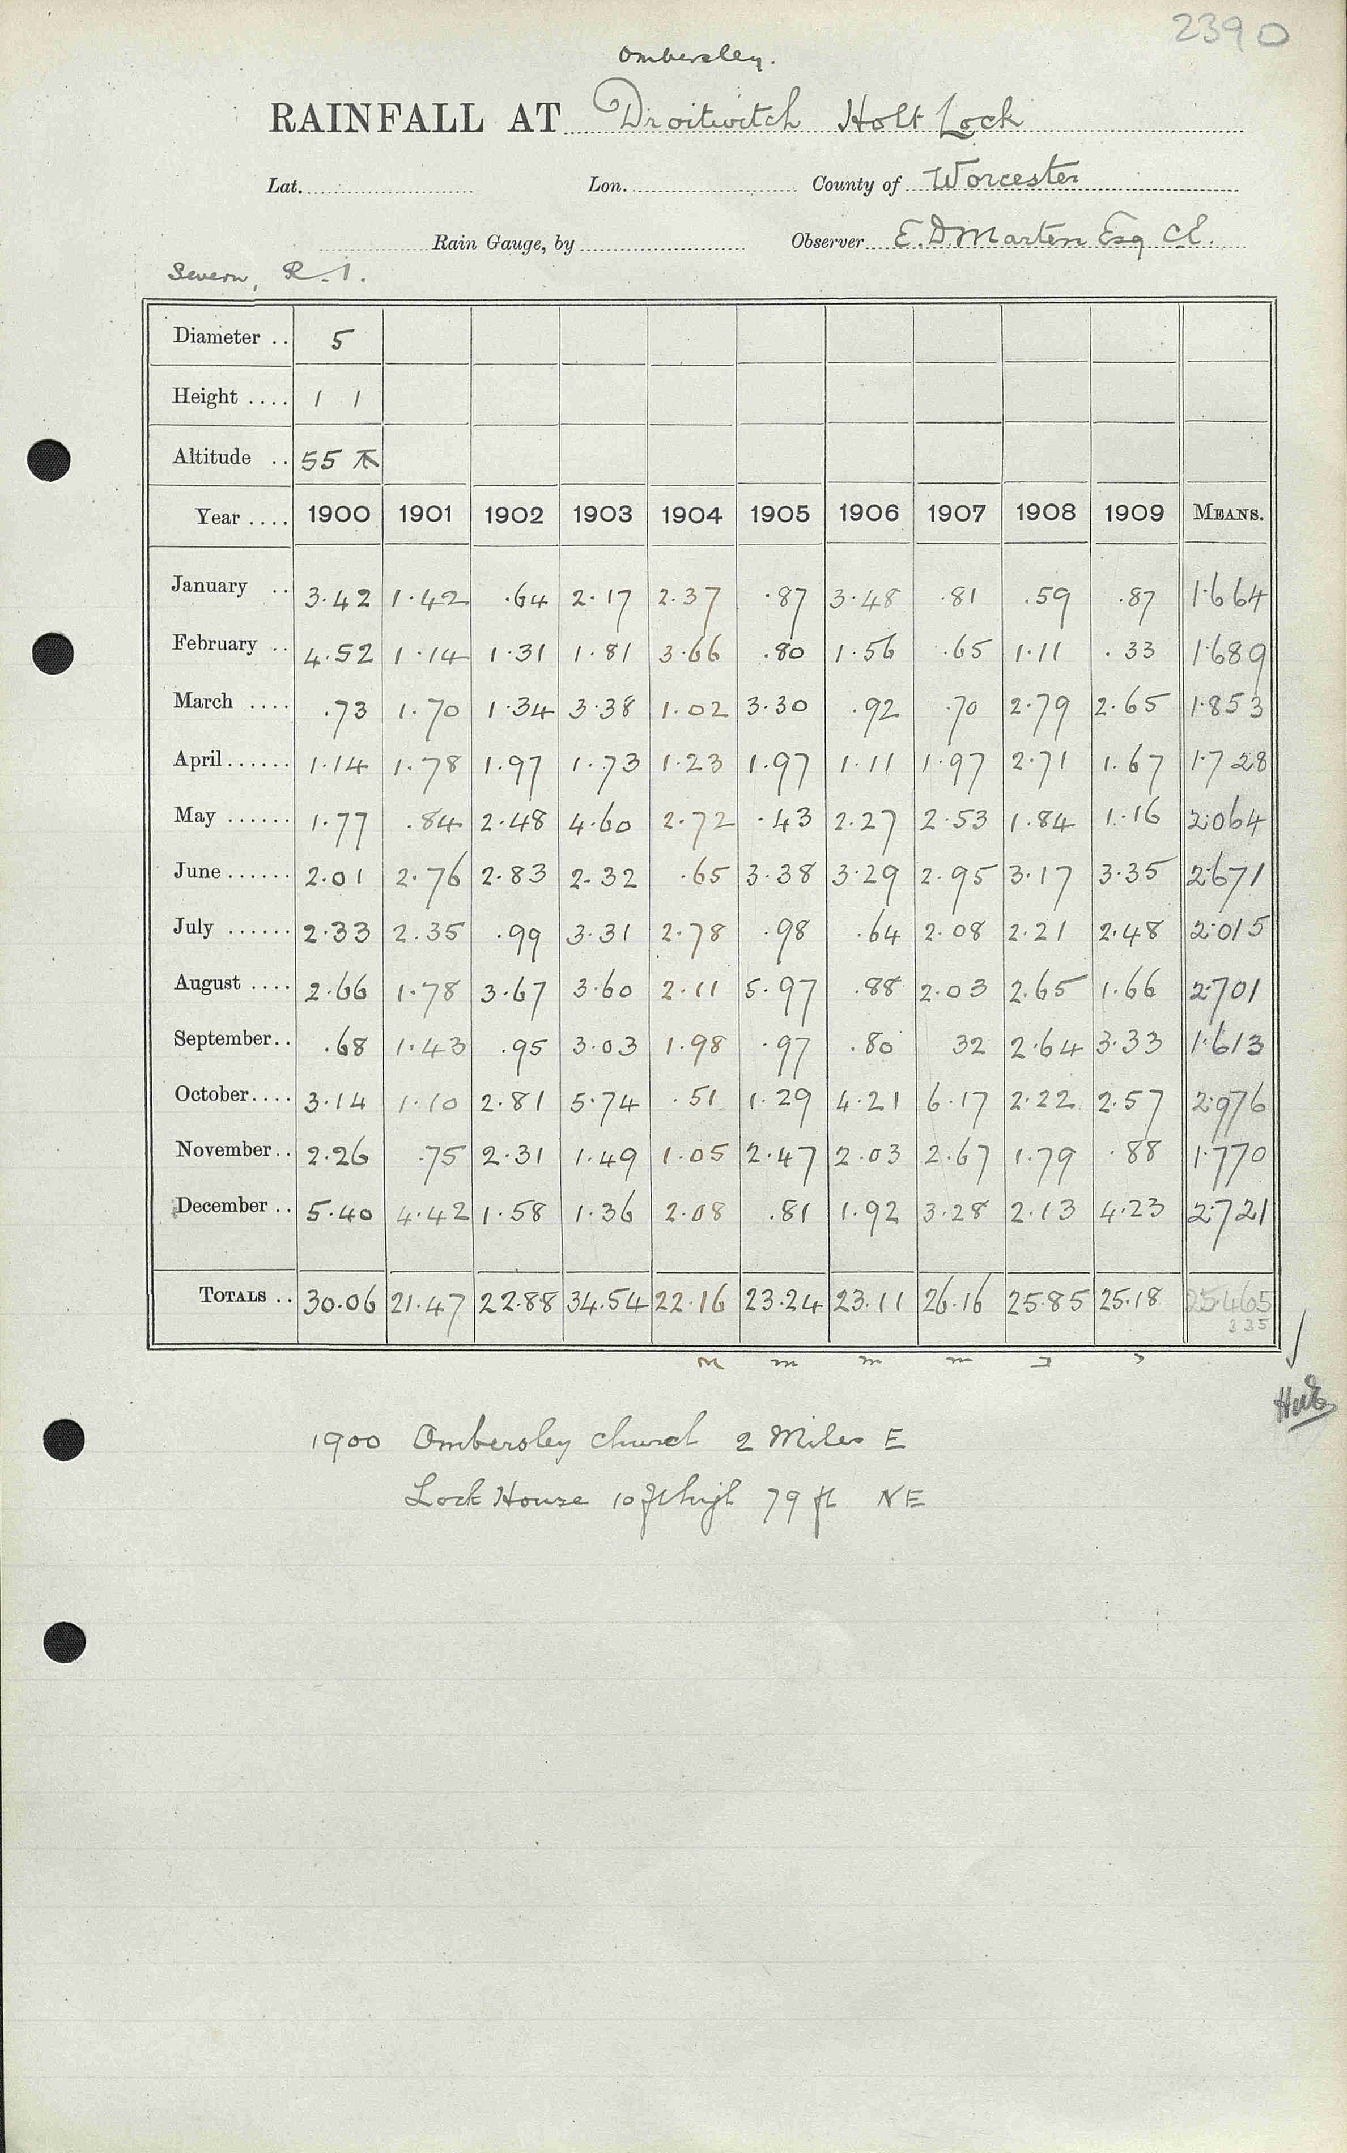 2390
Ombersley.
RAINFALL AT Droitwitch Holt Lock
Lat. Lon. County of Worcester
Rain Gauge, by Observer E. D Marten Esq CE.
Severn, R. 1.
Diameter .. 5
Height .... 1 1
Altitude .. 55
Year .... 1900 1901 1902 1903 1904 1905 1906 1907 1908 1909 MEANS.
January .. 3.42 1.42 .64 2.17 2.37 .87 3.48 .81 .59 .87 1.664
February .. 4.52 1.14 1.31 1.81 3.66 .80 1.56 .65 1.11 .33 1.689
March .... .73 1.70 1.34 3.38 1.02 3.30 .92 .70 2.79 2.65 1.853
April...... 1.14 1.78 1.97 1.73 1.23 1.97 1.11 1.97 2.71 1.67 1.728
May ...... 1.77 .84 2.48 4.60 2.72 .43 2.27 2.53 1.84 1.16 2.064
June...... 2.01 2.76 2.83 2.32 .65 3.38 3.29 2.95 3.17 3.35 2.671
July ...... 2.33 2.35 .99 3.31 2.78 .98 .64 2.08 2.21 2.48 2.015
August .... 2.66 1.78 3.67 3.60 2.11 5.97 .88 2.03 2.65 1.66 2.701
September.. .68 1.43 .95 3.03 1.98 .97 .80 32 2.64 3.33 1.613
October.... 3.14 1.10 2.81 5.74 .51 1.29 4.21 6.17 2.22 2.57 2.976
November.. 2.26 .75 2.31 1.49 1.05 2.47 2.03 2.67 1.79 .88 1.770
December .. 5.40 4.42 1.58 1.36 2.08 .81 1.92 3.28 2.13 4.23 2.721
TOTALS .. 30.06 21.47 22.88 34.54 22.16 23.24 23.11 26.16 25.85 25.18 25.465
335
m m m m
1900 Ombersley Church 2 Miles E
Lock House 10 ft high 79 ft NE